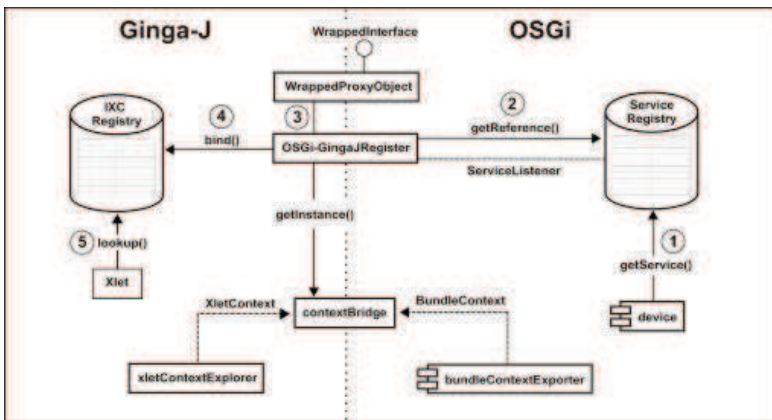 Ginga-J
OSGi
WrappedInterface
WrappedProxyObject
IXC
Registry
4
bind()
3
OSGi-GingaJRegister
2
getReference()
Service
Registry
ServiceListener
getInstance()
5
lookup()
Xlet
1
getService()
device
XletContext
BundleContext
contextBridge
xletContextExplorer
bundleContextExporter